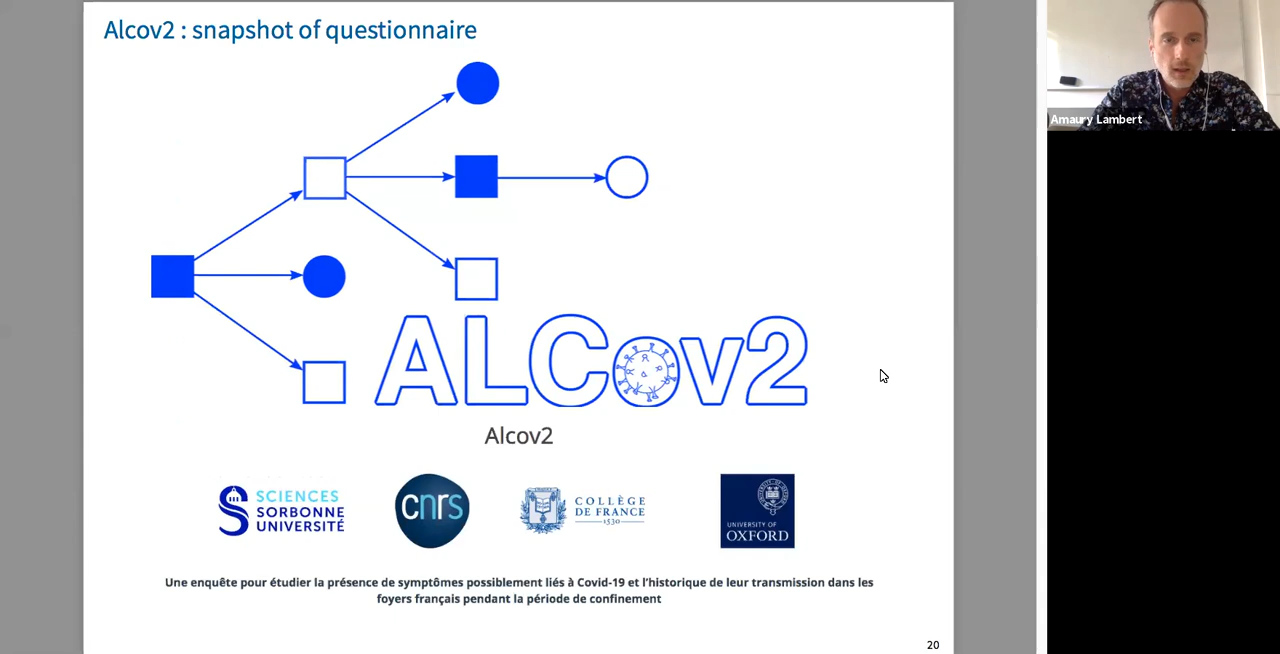 Alcov2 : snapshot of questionnaire
Amaury Lambert
ALCov2
Alcov2
SCIENCES
SORBONNE
UNIVERSITÉ
cnrs
COLLÈGE
DE FRANCE
1530
UNIVERSITY OF
OXFORD
Une enquête pour étudier la présence de symptômes possiblement liés à Covid-19 et l'historique de leur transmission dans les
foyers français pendant la période de confinement
20